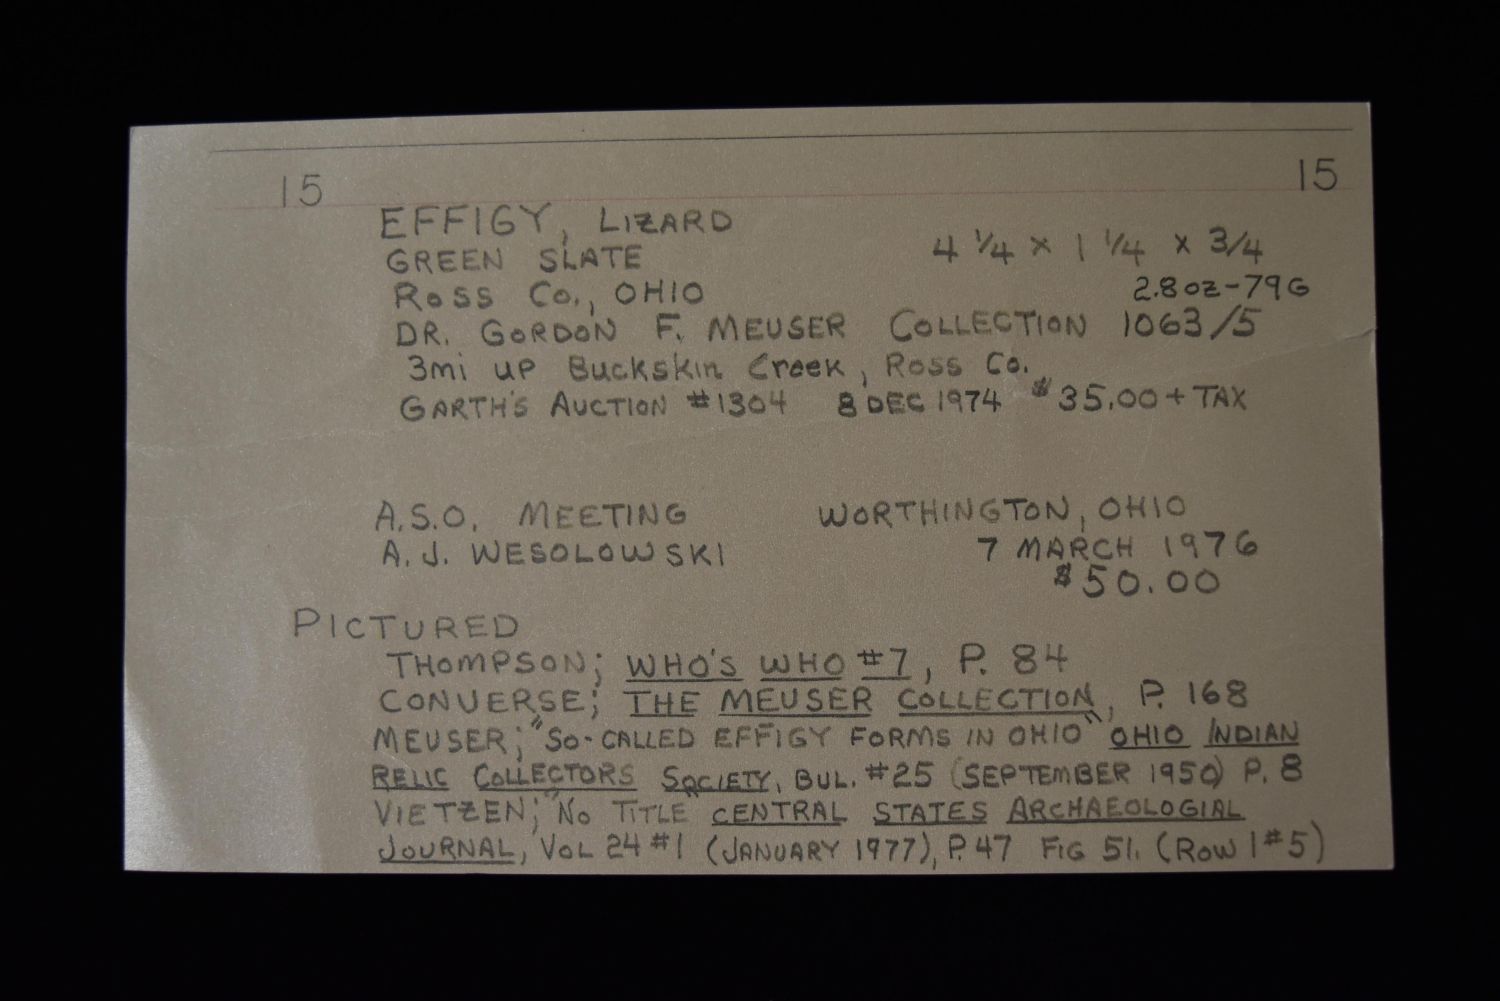 15 15
EFFIGY, LIZARD
GREEN SLATE 4 1/4 x 1 1/4 x 3/4
ROSS CO., OHIO 2.8 OZ-79G
DR. GORDON F. MEUSER COLLECTION 1063/5
3mi UP Buckskin Creek, ROSS Co.
GARTH'S AUCTION #1304 8 DEC 1974 $35.00 + TAX
A.S.O. MEETING WORTHINGTON, OHIO
A.J. WESOLOWSKI 7 MARCH 1976
$50.00
PICTURED
THOMPSON; WHO'S WHO #7, P. 84
CONVERSE; THE MEUSER COLLECTION, P. 168
MEUSER; "SO-CALLED EFFIGY FORMS IN OHIO" OHIO INDIAN
RELIC COLLECTORS SOCIETY, BUL. #25 (SEPTEMBER 1950) P. 8
VIETZEN; "NO TITLE" CENTRAL STATES ARCHAEOLOGIAL
JOURNAL, VOL 24 #1 (JANUARY 1977), P. 47 FIG 51. (ROW 1 #5)